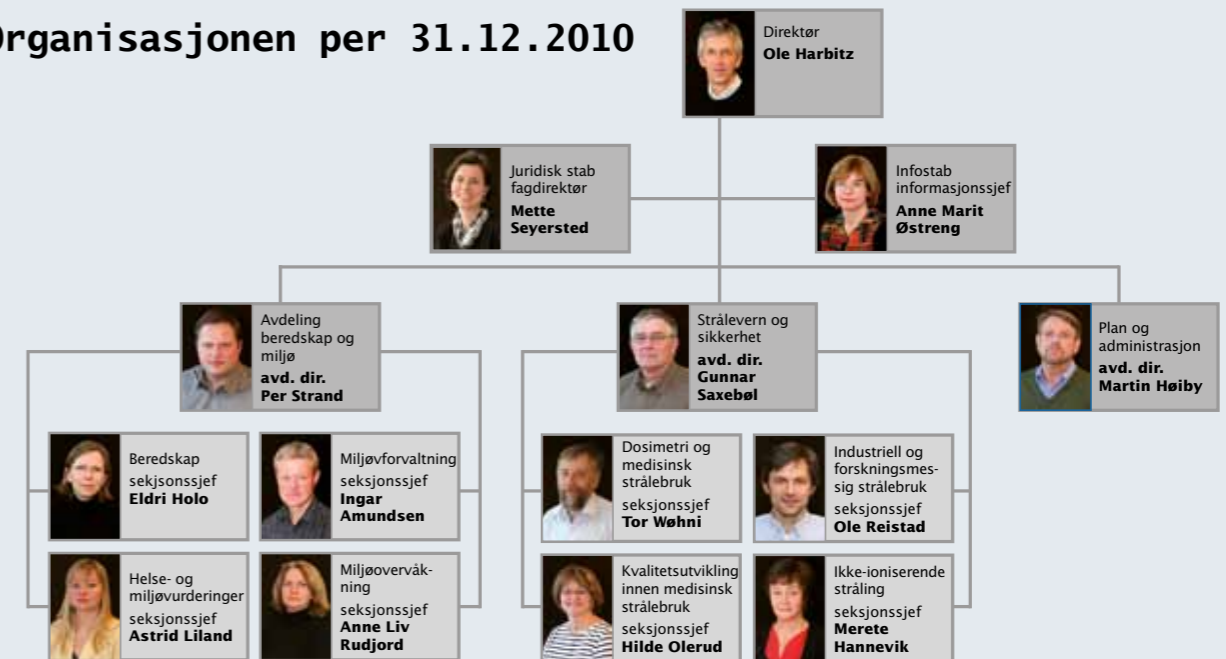 Organisasjonen per 31.12.2010
Direktør
Ole Harbitz
Juridisk stab
fagdirektør
Mette
Seyersted
Infostab
informasjonssjef
Anne Marit
Østreng
Avdeling
beredskap og
miljø
avd. dir.
Per Strand
Strålevern og
sikkerhet
avd. dir.
Gunnar
Saxebøl
Plan og
administrasjon
avd. dir.
Martin Høiby
Beredskap
sekjsonssjef
Eldri Holo
Miljøvforvaltning
seksjonssjef
Ingar
Amundsen
Dosimetri og
medisinsk
strålebruk
seksjonssjef
Tor Wøhni
Industriell og
forskningsmes-
sig strålebruk
seksjonssjef
Ole Reistad
Helse- og
miljøvurderinger
seksjonssjef
Astrid Liland
Miljøovervåk-
ning
seksjonssjef
Anne Liv
Rudjord
Kvalitetsutvikling
innen medisinsk
strålebruk
seksjonssjef
Hilde Olerud
Ikke-ioniserende
stråling
seksjonssjef
Merete
Hannevik